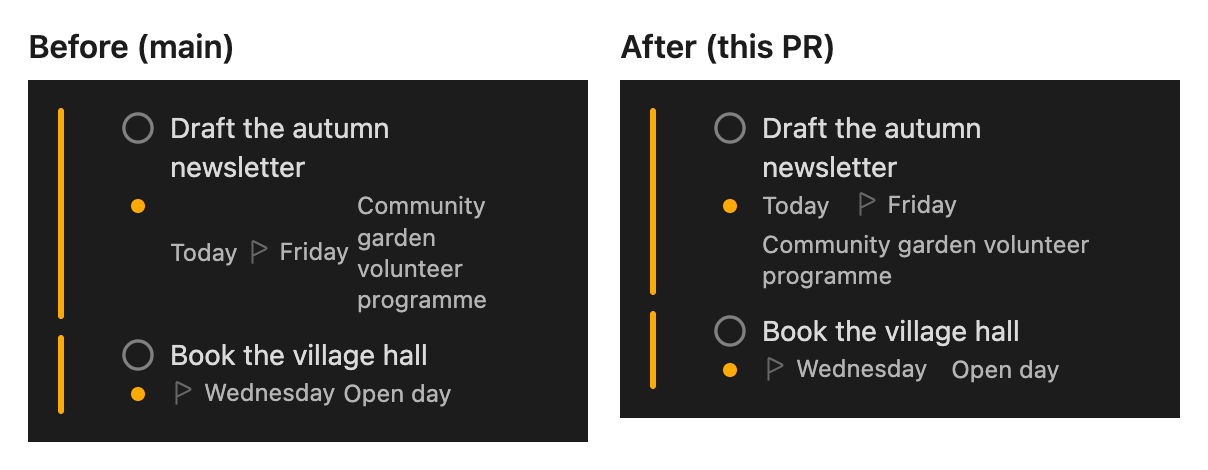 Before (main)
Draft the autumn
newsletter
Today Friday
Community
garden
volunteer
programme
Book the village hall
Wednesday Open day
After (this PR)
Draft the autumn
newsletter
Today Friday
Community garden volunteer
programme
Book the village hall
Wednesday Open day